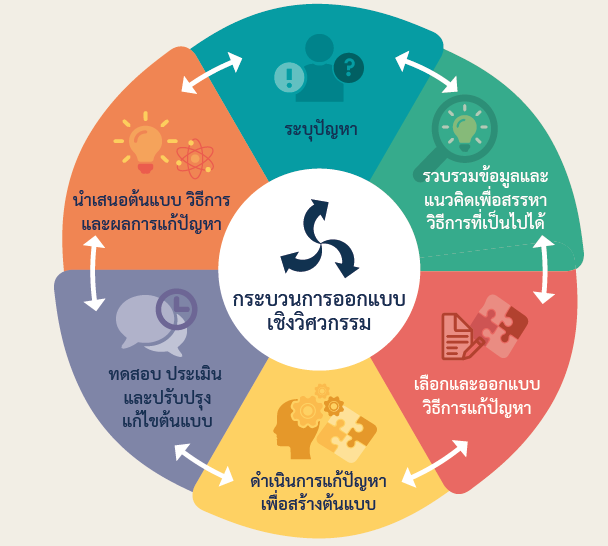 ระบุปัญหา
รวบรวมข้อมูลและ
แนวคิดเพื่อสรรหา
วิธีการที่เป็นไปได้
เลือกและออกแบบ
วิธีการแก้ปัญหา
ดำเนินการแก้ปัญหา
เพื่อสร้างต้นแบบ
ทดสอบ ประเมิน
และปรับปรุง
แก้ไขต้นแบบ
นำเสนอต้นแบบ วิธีการ
และผลการแก้ปัญหา
กระบวนการออกแบบ
เชิงวิศวกรรม